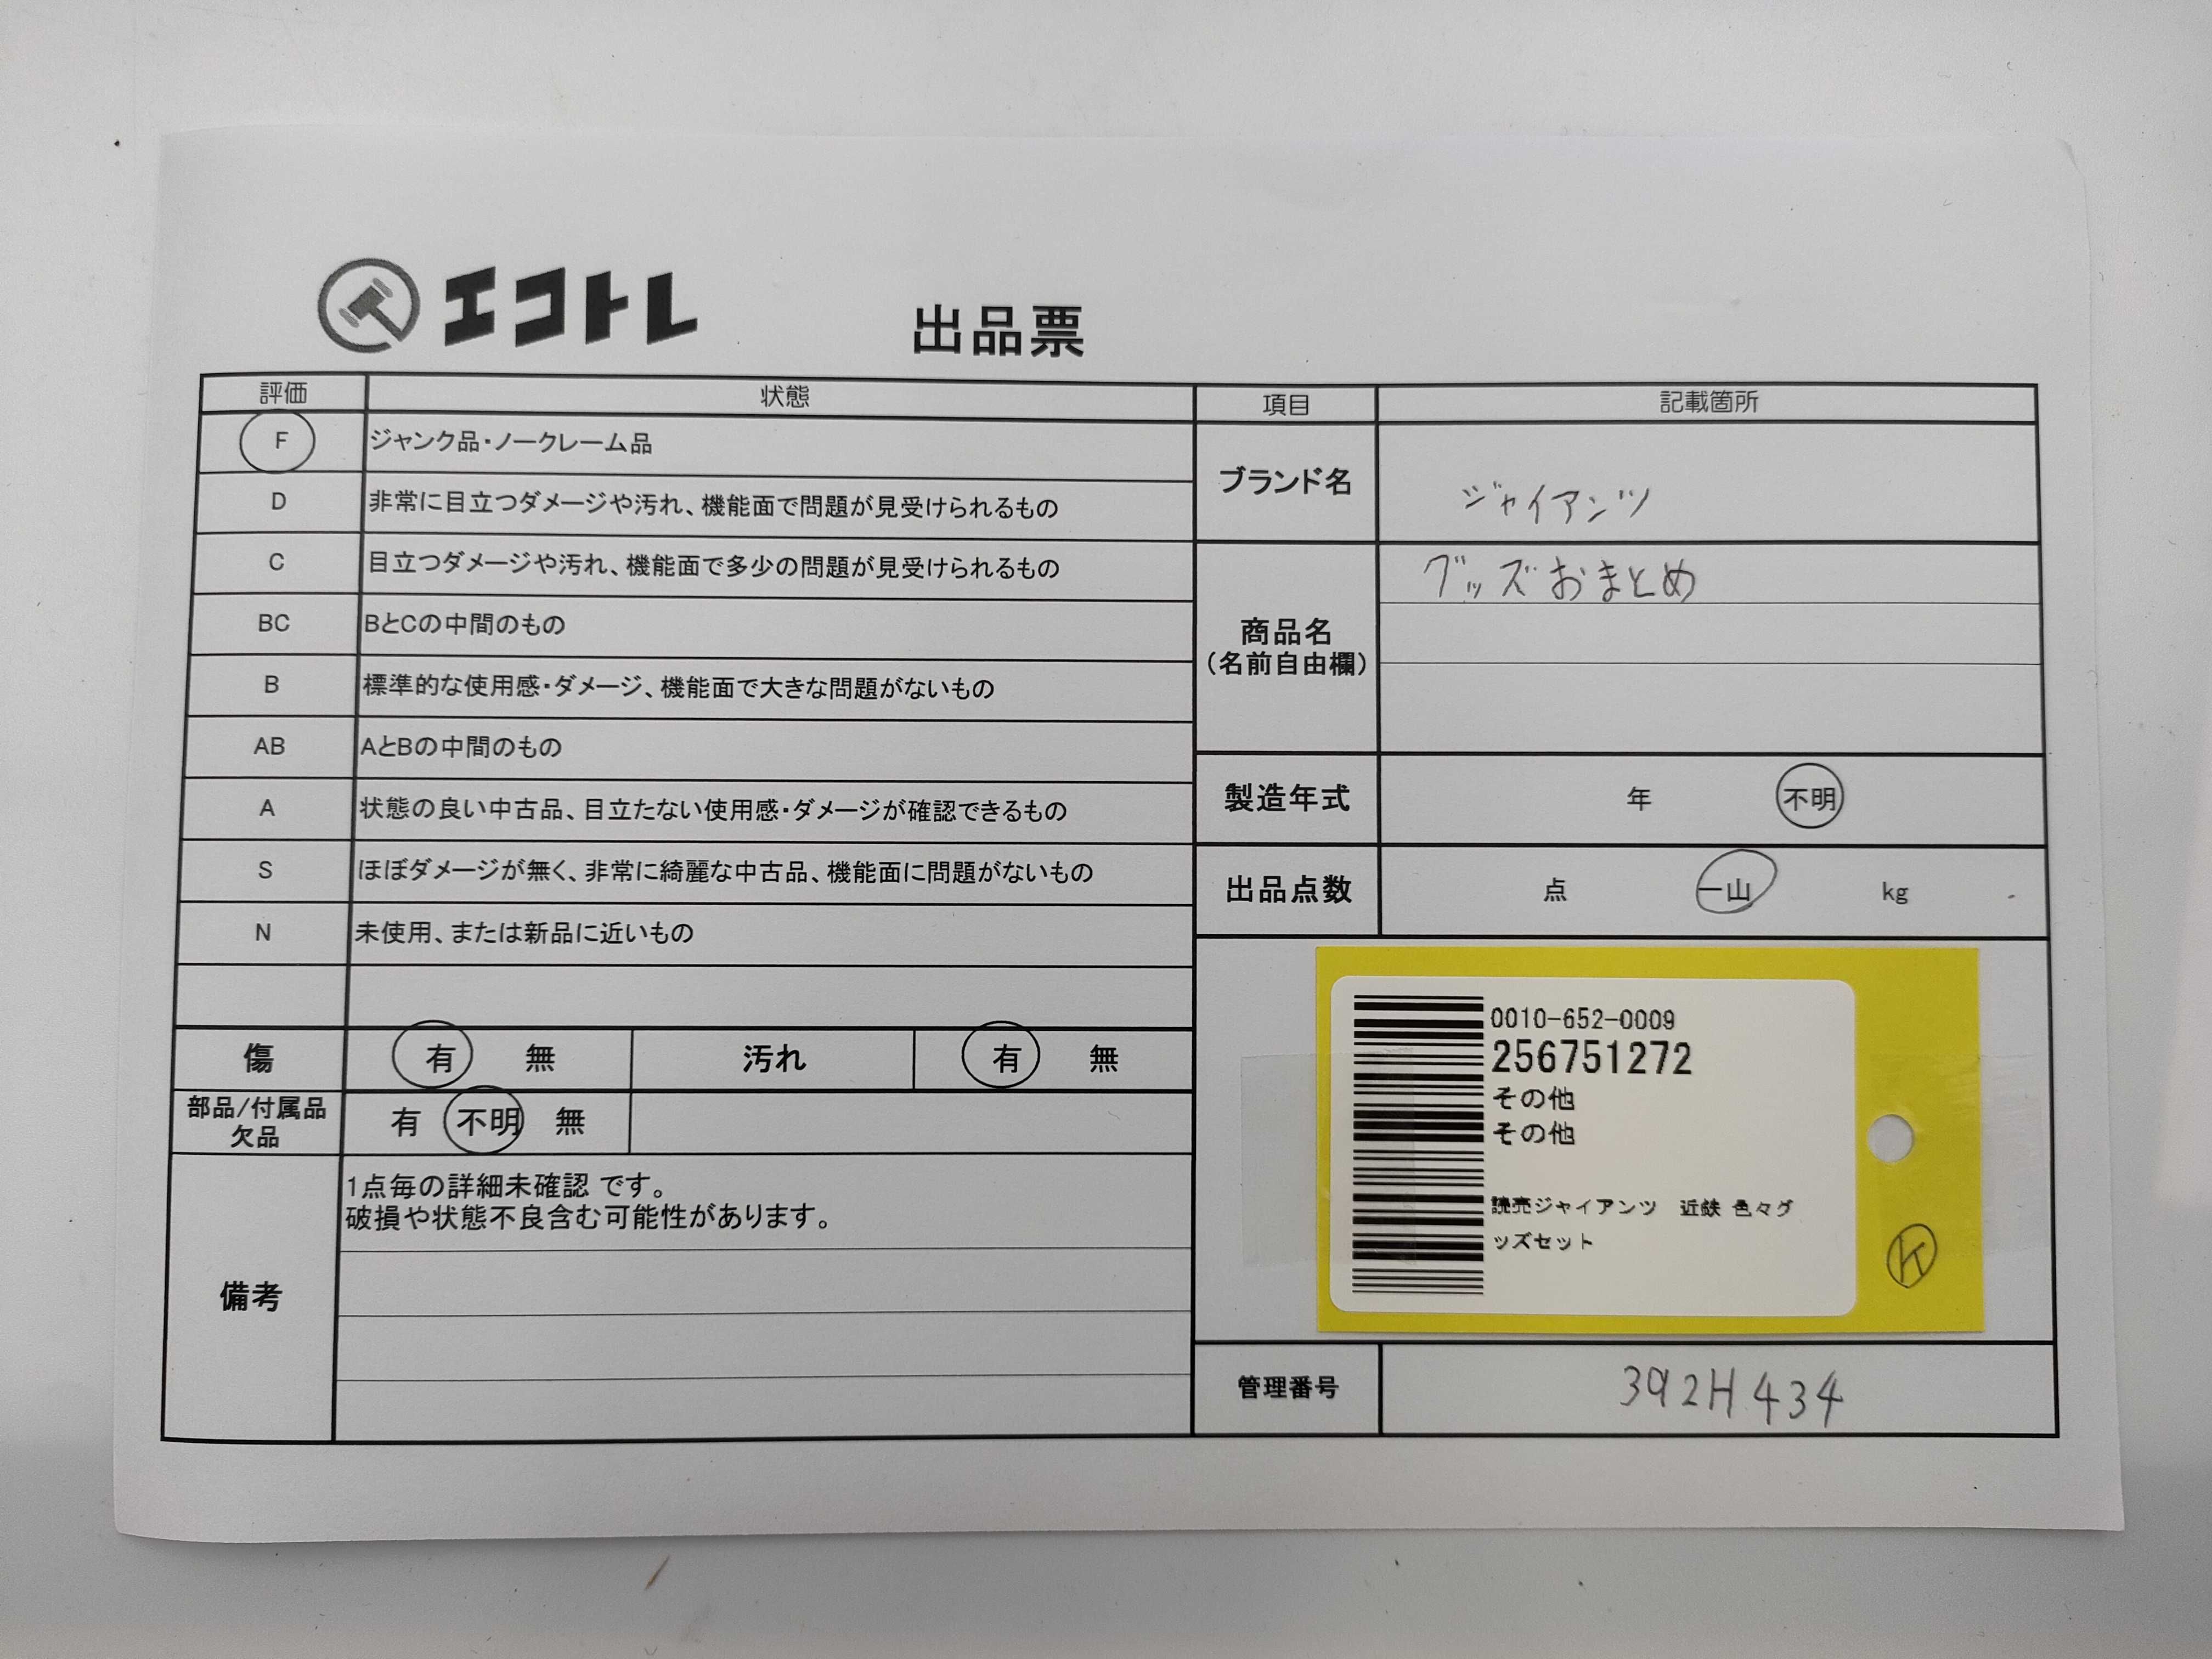 エコトレ
出品票
評価 状態
F ジャンク品・ノークレーム品
D 非常に目立つダメージや汚れ、機能面で問題が見受けられるもの
C 目立つダメージや汚れ、機能面で多少の問題が見受けられるもの
BC BとCの中間のもの
B 標準的な使用感・ダメージ、機能面で大きな問題がないもの
AB AとBの中間のもの
A 状態の良い中古品、目立たない使用感・ダメージが確認できるもの
S ほぼダメージが無く、非常に綺麗な中古品、機能面に問題がないもの
N 未使用、または新品に近いもの
傷 有 無 汚れ 有 無
部品/付属品
欠品
有 不明 無
備考
1点毎の詳細未確認 です。
破損や状態不良含む可能性があります。
項目 記載箇所
ブランド名 ジャイアンツ
商品名
(名前自由欄)
グッズおまとめ
製造年式 年 不明
出品点数 点 一山 kg
0010-652-0009
256751272
その他
その他
読売ジャイアンツ 近鉄 色々グ
ッズセット
管理番号 392H434